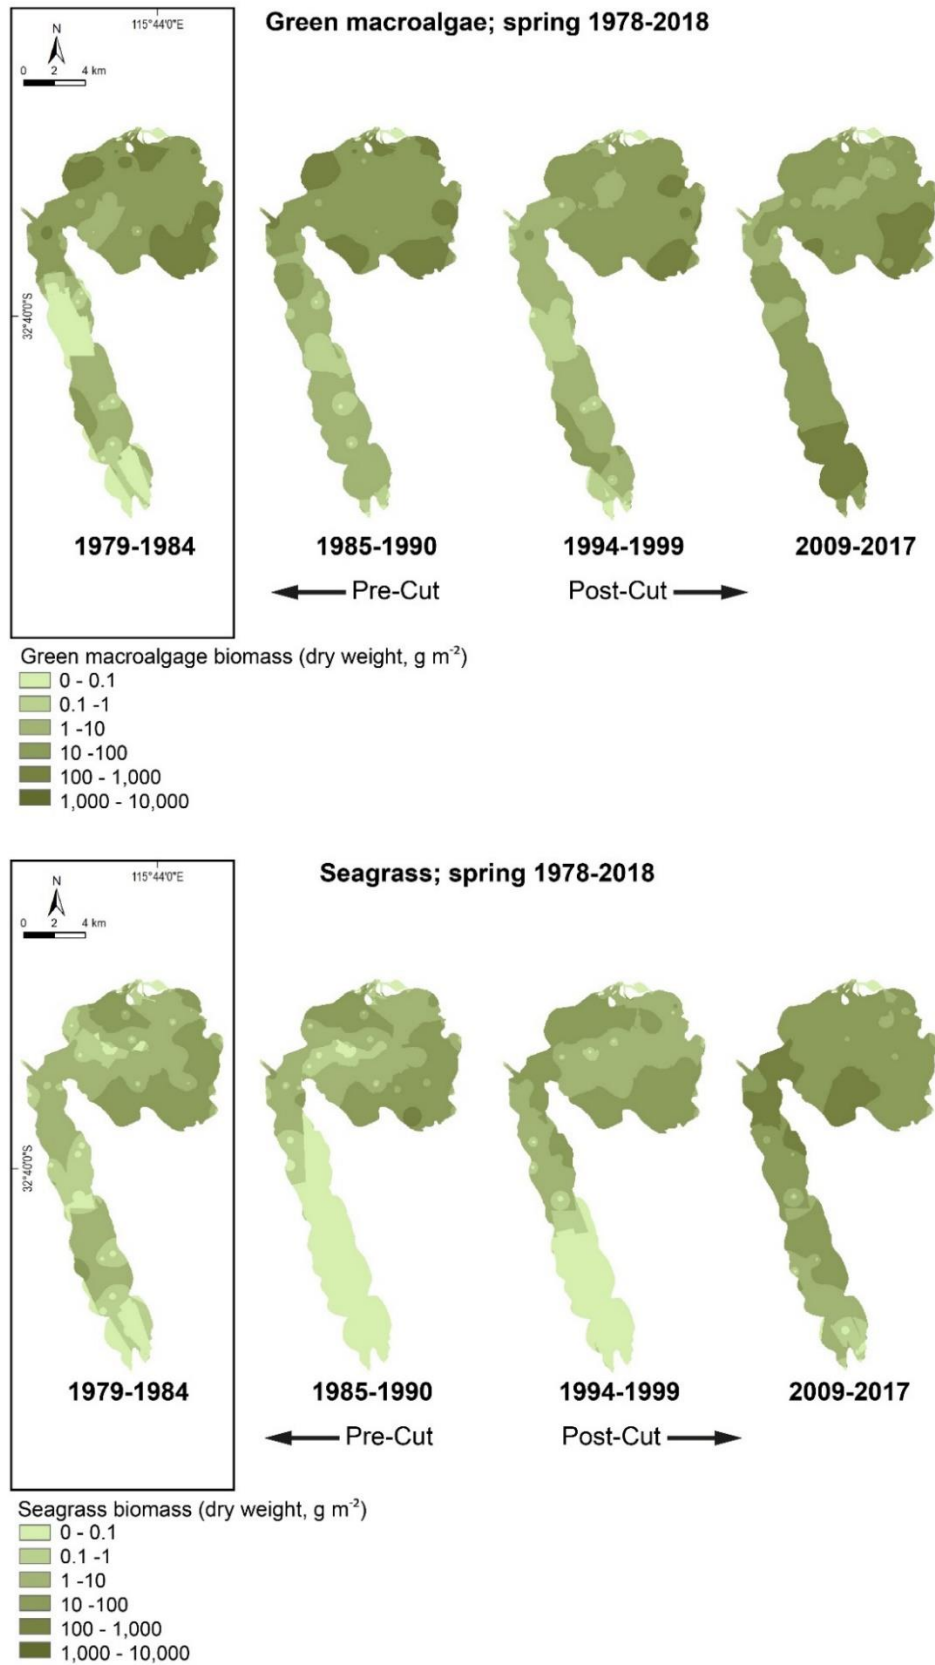 Green macroalgae; spring 1978-2018
115°44'0"E
N
0 2 4 km
32°40'0"S
1979-1984
1985-1990
1994-1999
2009-2017
Pre-Cut
Post-Cut
Green macroalgage biomass (dry weight, g m⁻²)
0 - 0.1
0.1 -1
1 -10
10 -100
100 - 1,000
1,000 - 10,000
Seagrass; spring 1978-2018
115°44'0"E
N
0 2 4 km
32°40'0"S
1979-1984
1985-1990
1994-1999
2009-2017
Pre-Cut
Post-Cut
Seagrass biomass (dry weight, g m⁻²)
0 - 0.1
0.1 -1
1 -10
10 -100
100 - 1,000
1,000 - 10,000